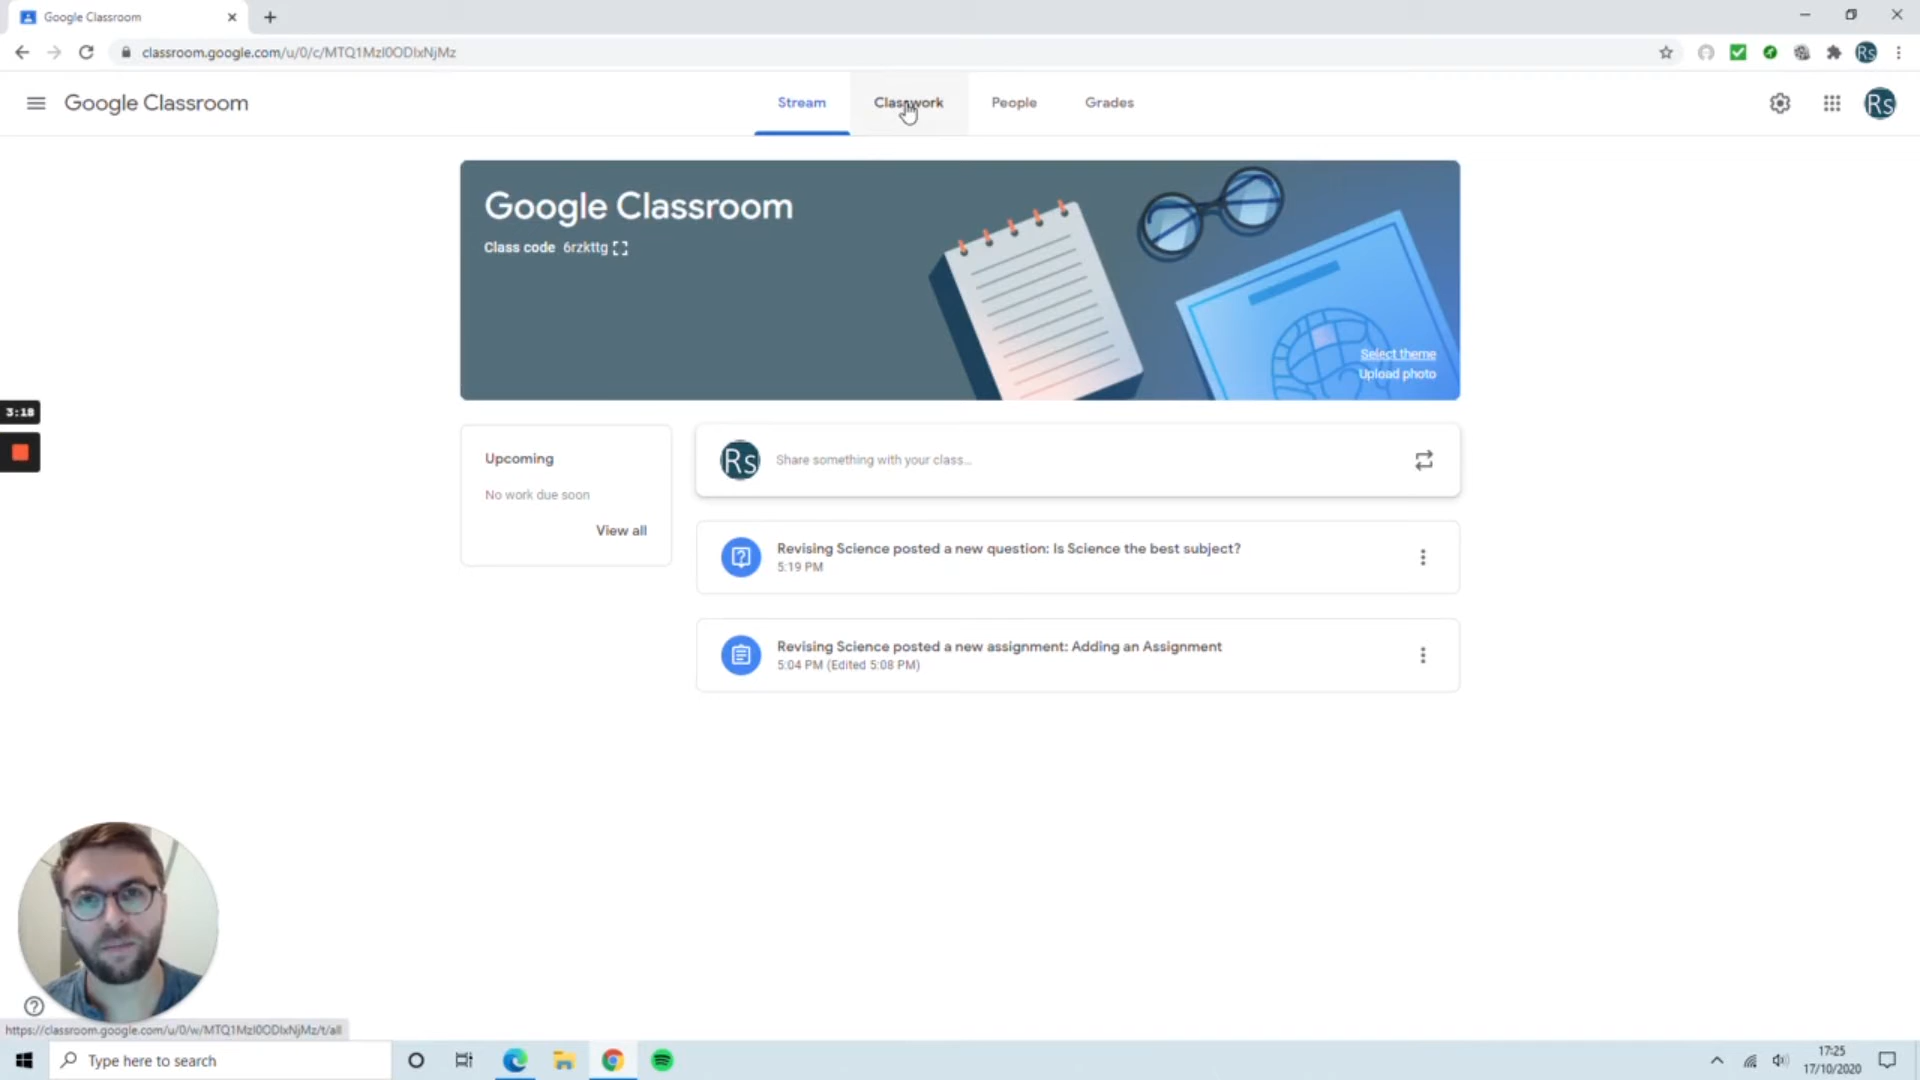 Google Classroom
classroom.google.com/u/0/c/MTQ1MzI0ODIxNjMz
Rs
Google Classroom
Stream
Classwork
People
Grades
Rs
Google Classroom
Class code 6rzkttg
Select theme
Upload photo
3:18
Upcoming
No work due soon
View all
Rs
Share something with your class...
Revising Science posted a new question: Is Science the best subject?
5:19 PM
Revising Science posted a new assignment: Adding an Assignment
5:04 PM (Edited 5:08 PM)
https://classroom.google.com/u/0/w/MTQ1MzI0ODIxNjMz/t/all
Type here to search
17:25
17/10/2020